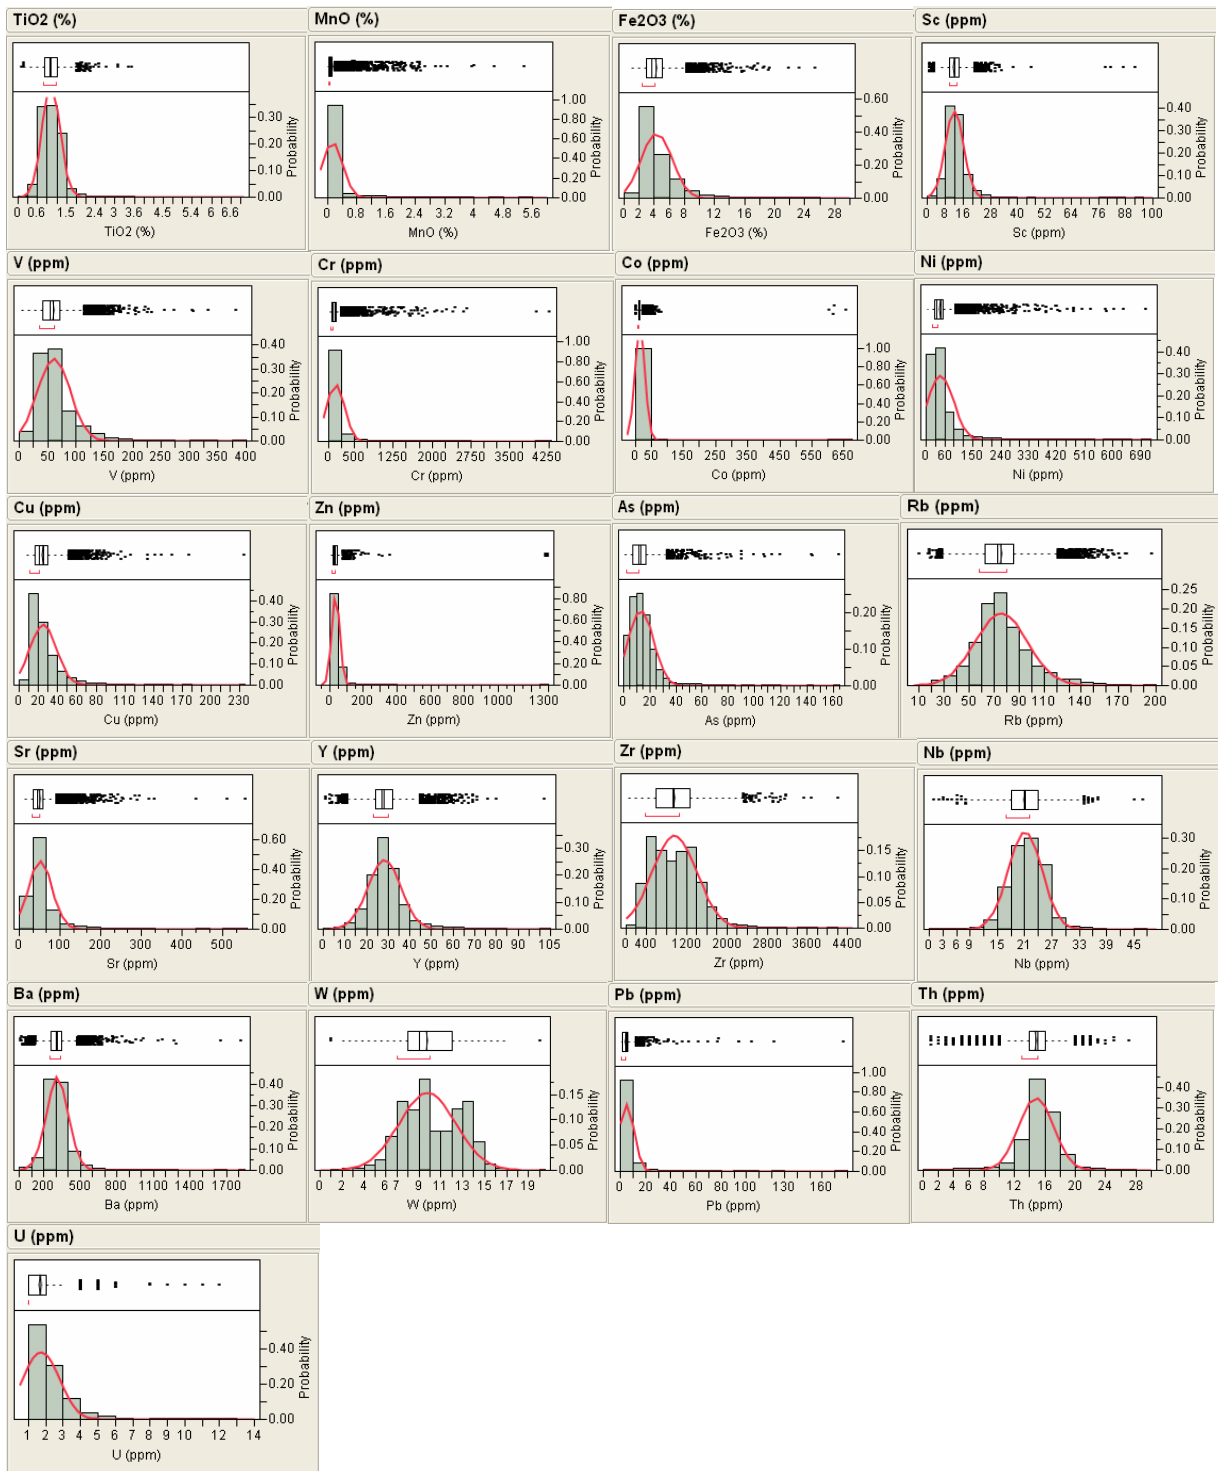 TiO2 (%)
MnO (%)
Fe2O3 (%)
Sc (ppm)
0.30
0.20
0.10
0.00
Probability
0 0.6 1.5 2.4 3.6 4.5 5.4 6.6
TiO2 (%)
1.00
0.80
0.60
0.40
0.20
0.00
Probability
0 0.8 1.6 2.4 3.2 4 4.8 5.6
MnO (%)
0.60
0.40
0.20
0.00
Probability
0 2 4 6 8 12 16 20 24 28
Fe2O3 (%)
0.40
0.30
0.20
0.10
0.00
Probability
0 8 16 28 40 52 64 76 88 100
Sc (ppm)
V (ppm)
Cr (ppm)
Co (ppm)
Ni (ppm)
0.40
0.30
0.20
0.10
0.00
Probability
0 50 100 150 200 250 300 350 400
V (ppm)
1.00
0.80
0.60
0.40
0.20
0.00
Probability
0 500 1250 2000 2750 3500 4250
Cr (ppm)
1.00
0.80
0.60
0.40
0.20
0.00
Probability
0 50 150 250 350 450 550 650
Co (ppm)
0.40
0.30
0.20
0.10
0.00
Probability
0 60 150 240 330 420 510 600 690
Ni (ppm)
Cu (ppm)
Zn (ppm)
As (ppm)
Rb (ppm)
0.40
0.30
0.20
0.10
0.00
Probability
0 20 40 60 80 110 140 170 200 230
Cu (ppm)
0.80
0.60
0.40
0.20
0.00
Probability
0 200 400 600 800 1000 1300
Zn (ppm)
0.20
0.10
0.00
Probability
0 20 40 60 80 100 120 140 160
As (ppm)
0.25
0.20
0.15
0.10
0.05
0.00
Probability
10 30 50 70 90 110 140 170 200
Rb (ppm)
Sr (ppm)
Y (ppm)
Zr (ppm)
Nb (ppm)
0.60
0.40
0.20
0.00
Probability
0 100 200 300 400 500
Sr (ppm)
0.30
0.20
0.10
0.00
Probability
0 10 20 30 40 50 60 70 80 90 105
Y (ppm)
0.15
0.10
0.05
0.00
Probability
0 400 1200 2000 2800 3600 4400
Zr (ppm)
0.30
0.20
0.10
0.00
Probability
0 3 6 9 15 21 27 33 39 45
Nb (ppm)
Ba (ppm)
W (ppm)
Pb (ppm)
Th (ppm)
0.40
0.30
0.20
0.10
0.00
Probability
0 200 500 800 1100 1400 1700
Ba (ppm)
0.15
0.10
0.05
0.00
Probability
0 2 4 6 7 9 11 13 15 17 19
W (ppm)
1.00
0.80
0.60
0.40
0.20
0.00
Probability
0 20 40 60 80 100 130 160
Pb (ppm)
0.40
0.30
0.20
0.10
0.00
Probability
0 2 4 6 8 12 16 20 24 28
Th (ppm)
U (ppm)
0.40
0.20
0.00
Probability
1 2 3 4 5 6 7 8 9 10 12 14
U (ppm)